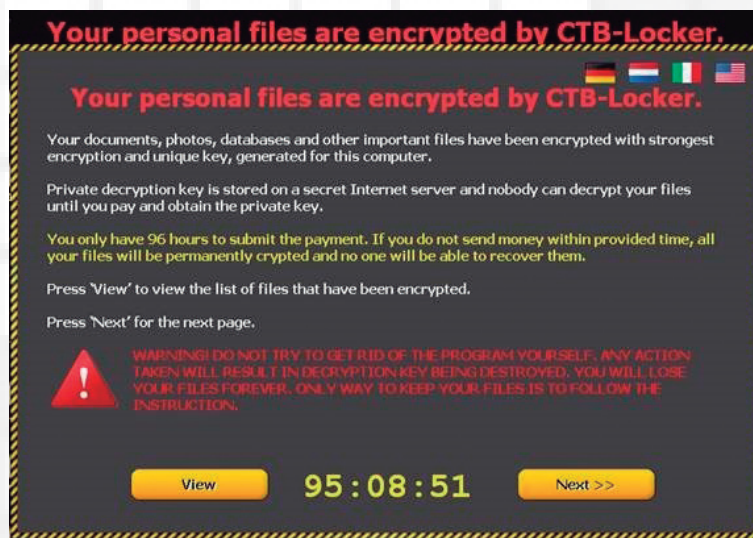 Your personal files are encrypted by CTB-Locker.
Your personal files are encrypted by CTB-Locker.
Your documents, photos, databases and other important files have been encrypted with strongest
encryption and unique key, generated for this computer.
Private decryption key is stored on a secret Internet server and nobody can decrypt your files
until you pay and obtain the private key.
You only have 96 hours to submit the payment. If you do not send money within provided time, all
your files will be permanently crypted and no one will be able to recover them.
Press 'View' to view the list of files that have been encrypted.
Press 'Next' for the next page.
WARNING! DO NOT TRY TO GET RID OF THE PROGRAM YOURSELF. ANY ACTION
TAKEN WILL RESULT IN DECRYPTION KEY BEING DESTROYED. YOU WILL LOSE
YOUR FILES FOREVER. ONLY WAY TO KEEP YOUR FILES IS TO FOLLOW THE
INSTRUCTION.
View
95:08:51
Next >>